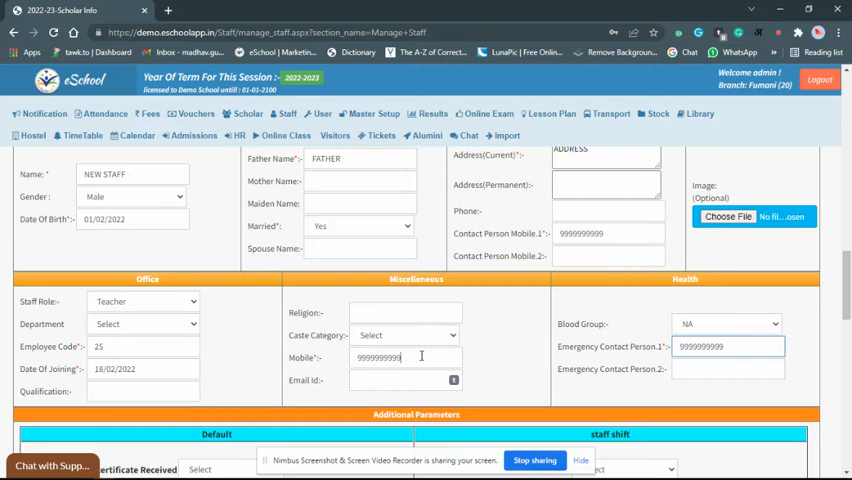 2022-23-Scholar Info
demo.eschoolapp.in/Staff/manage_staff.aspx?section_name=Manage Staff
Apps tawk.to | Dashboard Inbox - madhav.gu... eSchool | Marketin... Dictionary The A-Z of Correct... LunaPic | Free Onlin... Remove Backgroun... Chat WhatsApp Reading list
eSchool Year Of Term For This Session : 2022-2023
licensed to Demo School untill : 01-01-2100
Welcome admin !
Branch: Fumani (20)
Logout
Notification Attendance Fees Vouchers Scholar Staff User Master Setup Results Online Exam Lesson Plan Transport Stock Library
Hostel TimeTable Calendar Admissions HR Online Class Visitors Tickets Alumni Chat Import
Name: * NEW STAFF
Gender : Male
Date Of Birth*:- 01/02/2022
Father Name*:- FATHER
Mother Name:-
Maiden Name:
Married*: Yes
Spouse Name:-
Address(Current)*:- ADDRESS
Address(Permanent):-
Phone:-
Contact Person Mobile.1*:- 9999999999
Contact Person Mobile.2:-
Image:
(Optional)
Choose File No fil...osen
Office Miscellaneous Health
Staff Role:- Teacher
Department Select
Employee Code*:- 25
Date Of Joining*:- 18/02/2022
Qualification:-
Religion:-
Caste Category:- Select
Mobile*:- 9999999999
Email Id:-
Blood Group:- NA
Emergency Contact Person.1*:- 9999999999
Emergency Contact Person.2:-
Additional Parameters
Default staff shift
ertificate Received Select
Chat with Supp...
Nimbus Screenshot & Screen Video Recorder is sharing your screen. Stop sharing Hide